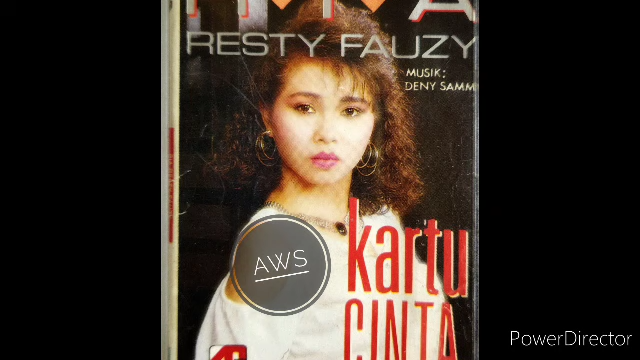 RESTY FAUZY
MUSIK:
DENY SAMM
AWS
kartu
CINTA
PowerDirector